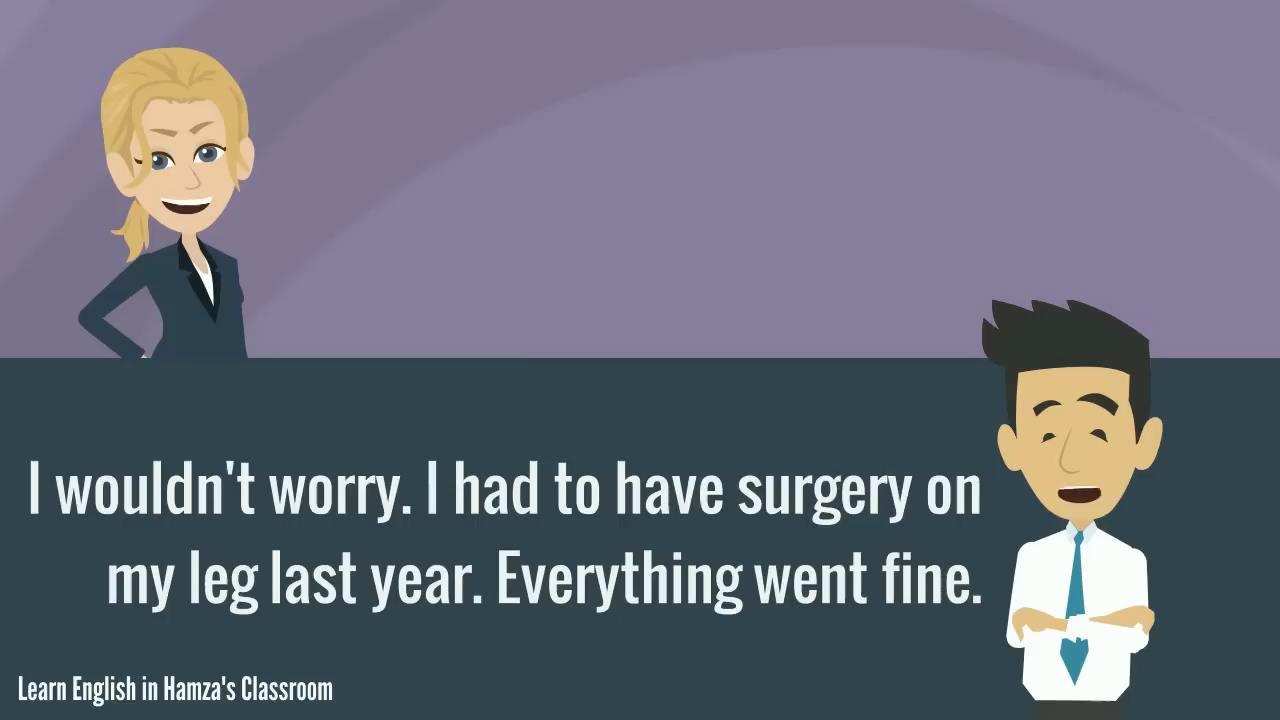 I wouldn't worry. I had to have surgery on
my leg last year. Everything went fine.
Learn English in Hamza's Classroom